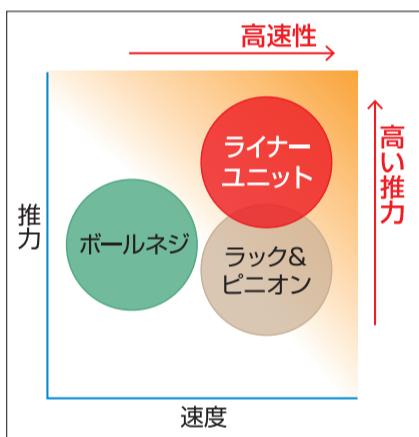 高速性
ライナー
ユニット
高い推力
推力
ボールネジ
ラック&
ピニオン
速度